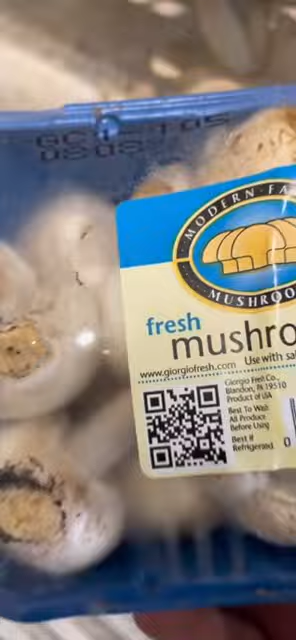 MODERN FA
MUSHROO
fresh
mushro
www.giorgiofresh.com Use with sa
Giorgio Fresh Co.,
Blandon, PA 19510
Product of USA
Best To Wash
All Produce
Before Using
Best if
Refrigerated
0